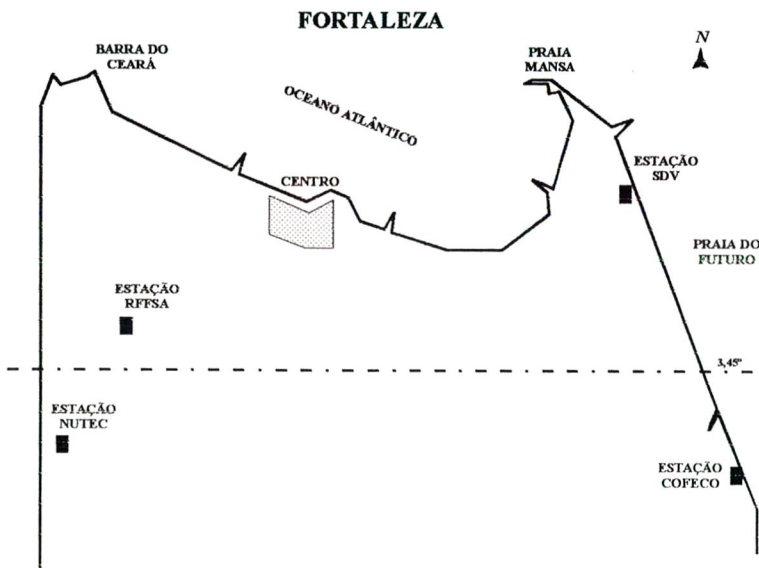 FORTALEZA
BARRA DO
CEARÁ
PRAIA
MANSA
N
OCEANO ATLÂNTICO
CENTRO
ESTAÇÃO
SDV
PRAIA DO
FUTURO
ESTAÇÃO
RFFSA
3,45º
ESTAÇÃO
NUTEC
ESTAÇÃO
COFECO